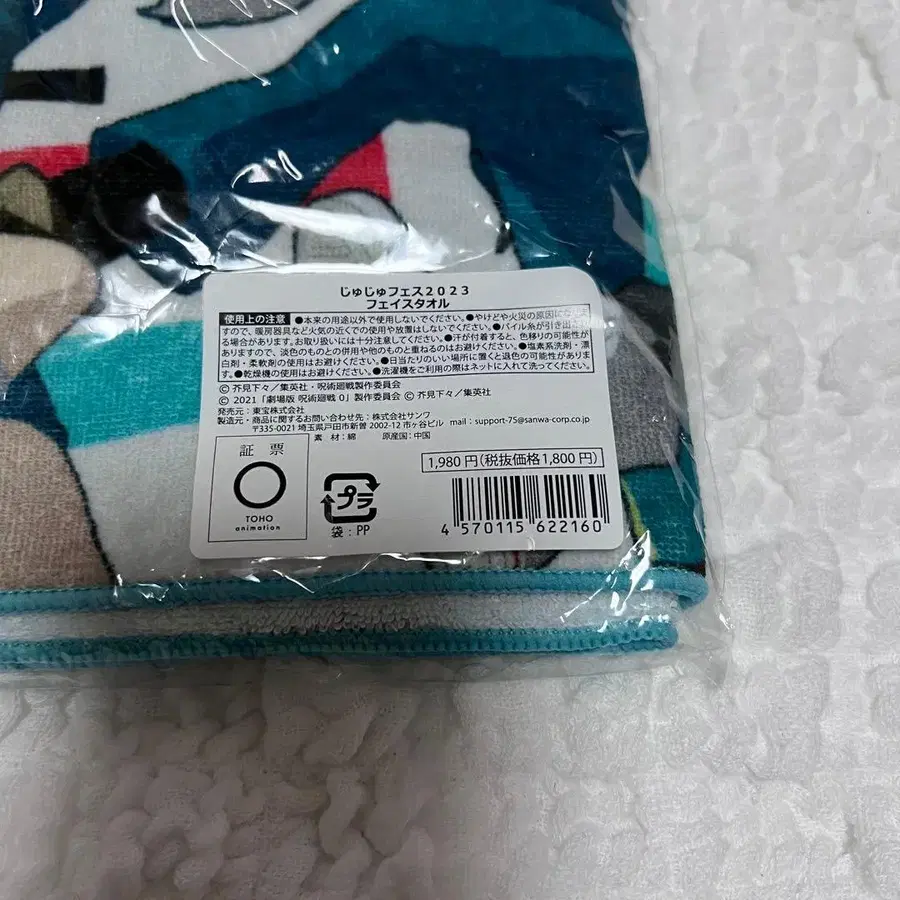 じゅじゅフェス2023
フェイスタオル
使用上の注意 ●本来の用途以外で使用しないでください。●やけどや火災の原因になりますので、暖房器具など火気の近くでの使用や放置はしないでください。●パイル糸が引き出される場合があります。お取り扱いには十分注意してください。●汗が付着すると、色移りの可能性がありますので、淡色のものとの併用や他のものと重ねるのはお避けください。●塩素系洗剤・漂白剤・柔軟剤の使用はお避けください。●日当たりのいい場所に置くと退色の可能性があります。●乾燥機のご使用はお避けください。●洗濯機をご利用の際はネットに入れて洗ってください。
© 芥見下々／集英社・呪術廻戦製作委員会
© 2021「劇場版 呪術廻戦 0」製作委員会 © 芥見下々／集英社
発売元：東宝株式会社
製造元・商品に関するお問い合わせ先：株式会社サンワ
〒335-0021 埼玉県戸田市新曽 2002-12 市ヶ谷ビル mail：support-75@sanwa-corp.co.jp
素 材：綿 原産国：中国
証票
TOHO
animation
プラ
袋：PP
1,980円（税抜価格1,800円）
4 570115 622160